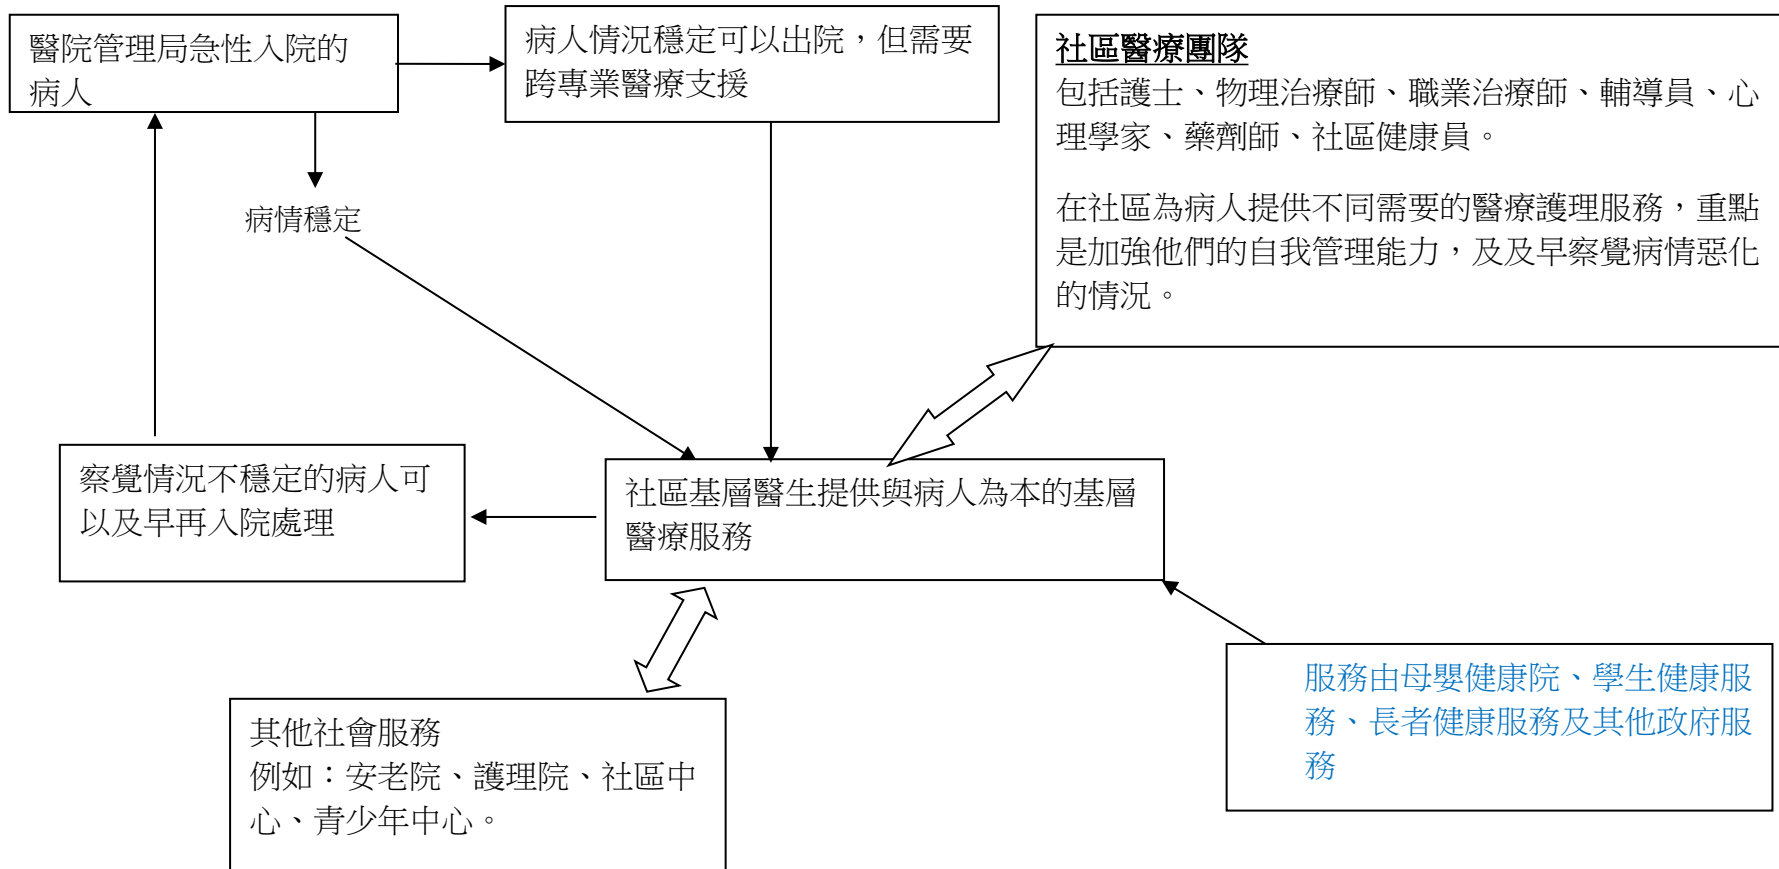 醫院管理局急性入院的
病人
病人情況穩定可以出院，但需要
跨專業醫療支援
社區醫療團隊
包括護士、物理治療師、職業治療師、輔導員、心
理學家、藥劑師、社區健康員。
在社區為病人提供不同需要的醫療護理服務，重點
是加強他們的自我管理能力，及及早察覺病情惡化
的情況。
病情穩定
察覺情況不穩定的病人可
以及早再入院處理
社區基層醫生提供與病人為本的基層
醫療服務
服務由母嬰健康院、學生健康服
務、長者健康服務及其他政府服
務
其他社會服務
例如：安老院、護理院、社區中
心、青少年中心。